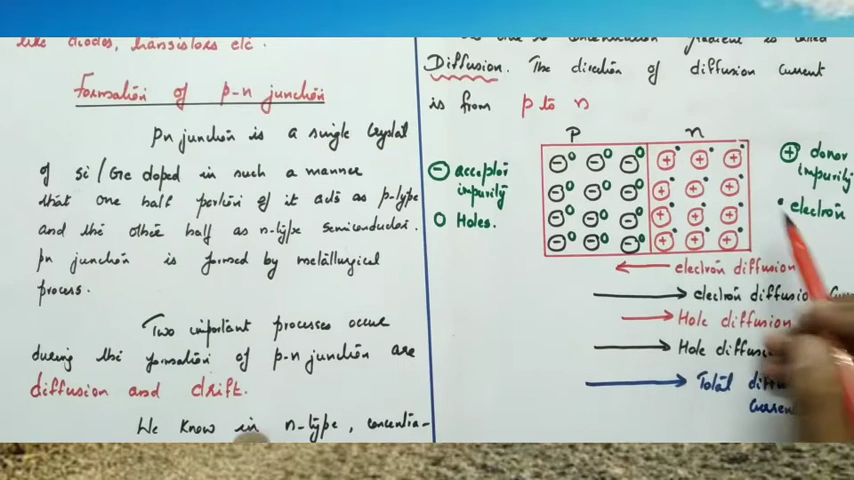 like diodes, transistors etc.
Formation of p-n junction
pn junction is a single crystal
of Si/Ge doped in such a manner
that one half portion of it acts as p-type
and the other half as n-type semiconductor.
pn junction is formed by metallurgical
process.
Two important processes occur
during the formation of p-n junction are
diffusion and drift.
We know in n-type, concentra-
is called
Diffusion. The direction of diffusion current
is from p to n
P n
- acceptor
impurity
O Holes.
+ donor
impurity
• electron
← electron diffusion
→ electron diffusion
→ Hole diffusion
→ Hole
→ Total
current